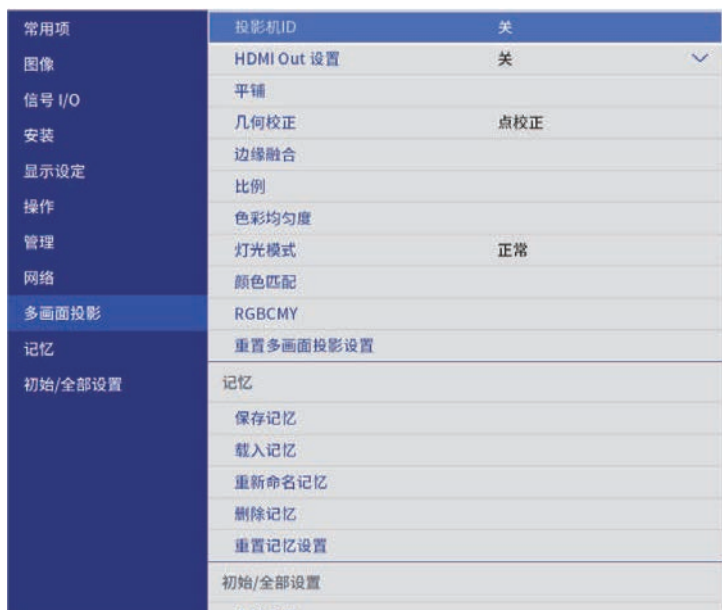 常用项
图像
信号 I/O
安装
显示设定
操作
管理
网络
多画面投影
记忆
初始/全部设置
投影机ID 关
HDMI Out 设置 关
平铺
几何校正 点校正
边缘融合
比例
色彩均匀度
灯光模式 正常
颜色匹配
RGBCMY
重置多画面投影设置
记忆
保存记忆
载入记忆
重新命名记忆
删除记忆
重置记忆设置
初始/全部设置